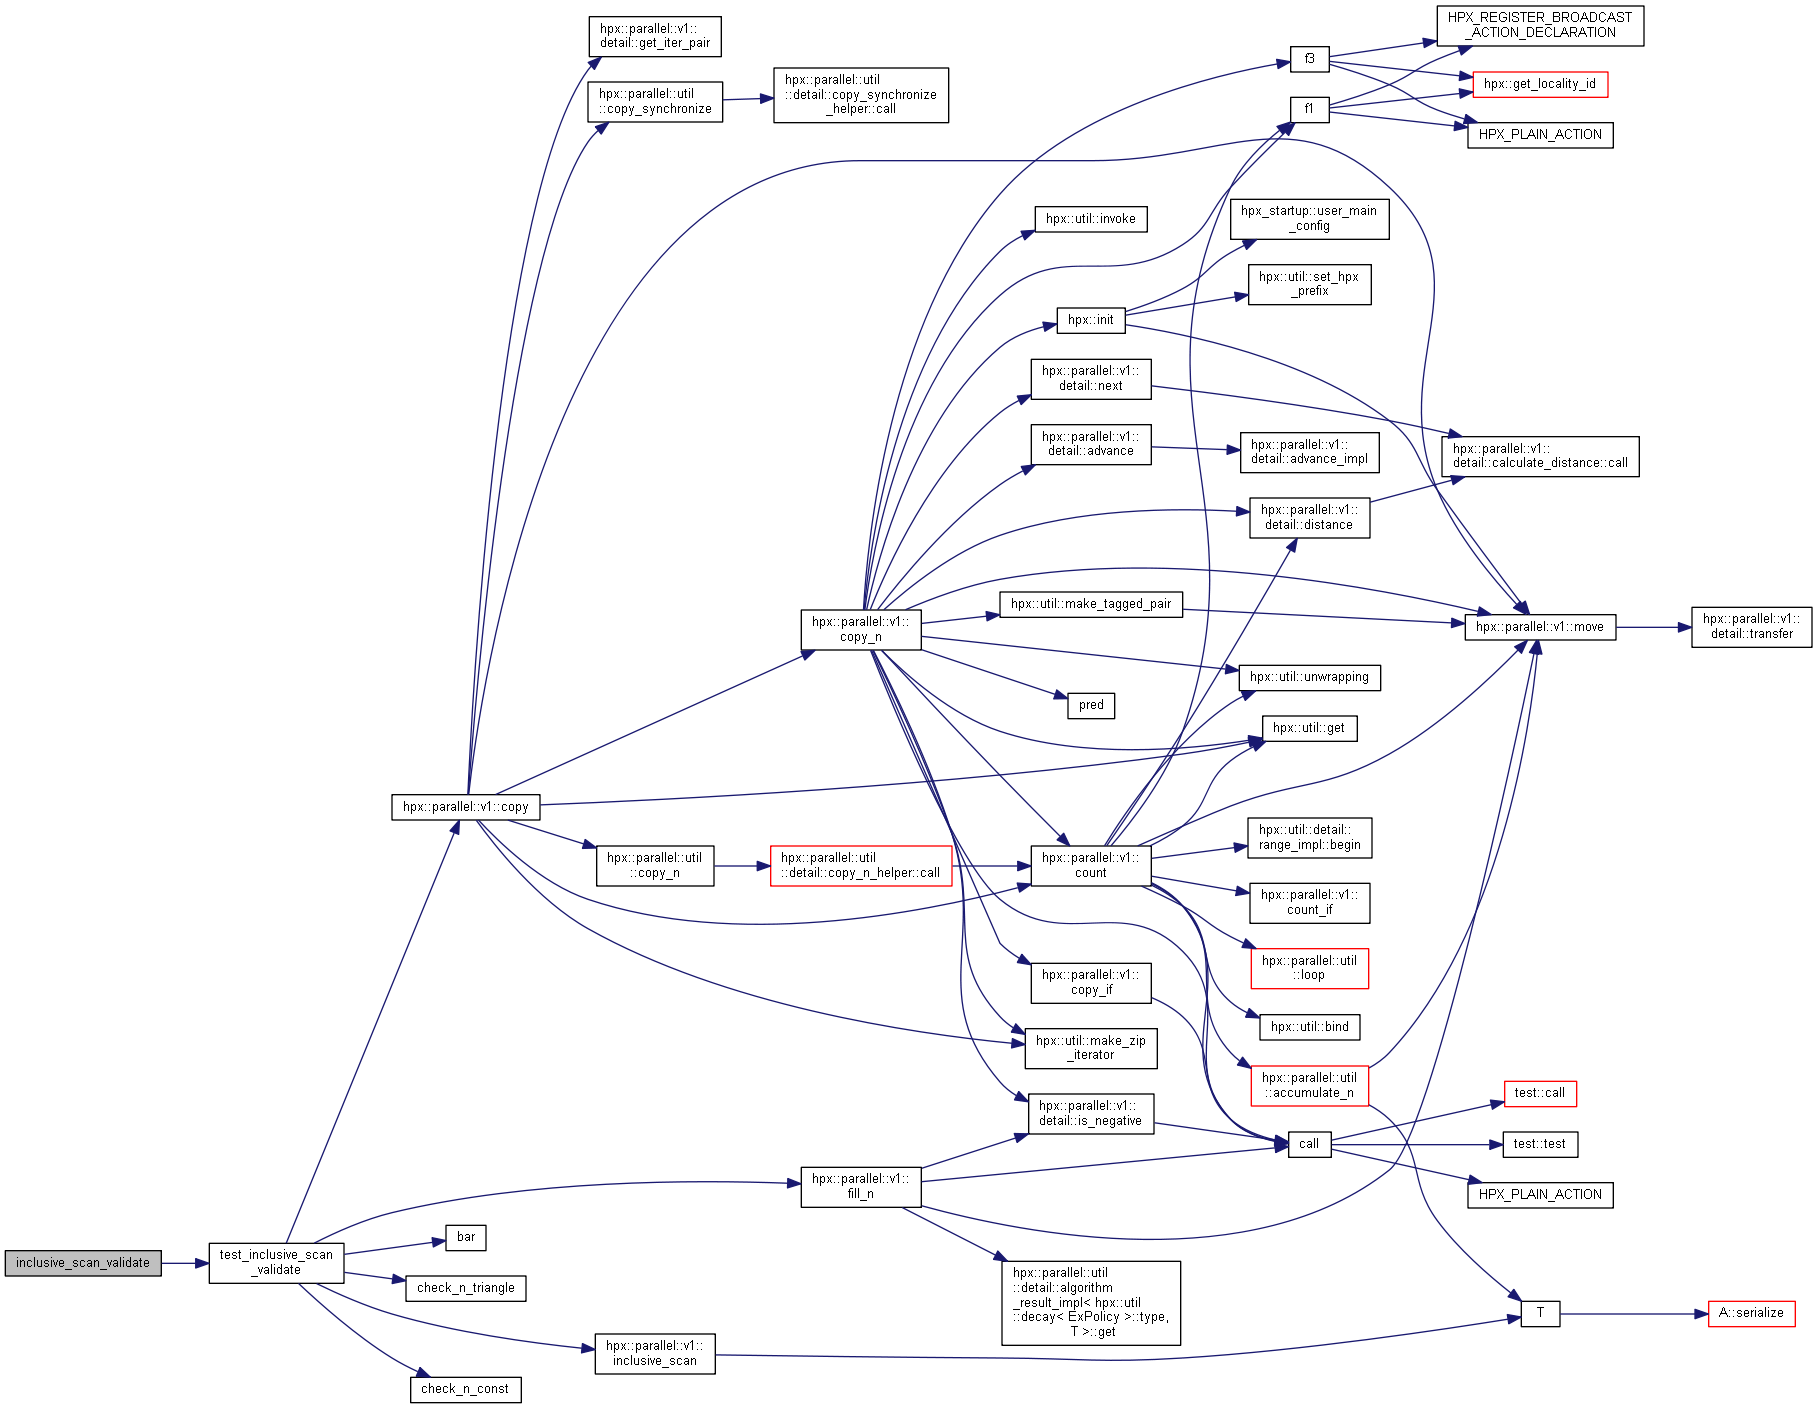 inclusive_scan_validate
test_inclusive_scan
_validate
hpx::parallel::v1::copy
bar
check_n_triangle
check_n_const
hpx::parallel::v1::
detail::get_iter_pair
hpx::parallel::util
::copy_synchronize
hpx::parallel::util
::copy_n
hpx::parallel::v1::
inclusive_scan
hpx::parallel::util
::detail::copy_synchronize
_helper::call
hpx::parallel::v1::
copy_n
hpx::parallel::util
::detail::copy_n_helper::call
hpx::parallel::v1::
fill_n
hpx::util::invoke
hpx::init
hpx::parallel::v1::
detail::next
hpx::parallel::v1::
detail::advance
hpx::util::make_tagged_pair
pred
hpx::parallel::v1::
count
hpx::parallel::v1::
copy_if
hpx::util::make_zip
_iterator
hpx::parallel::v1::
detail::is_negative
hpx::parallel::util
::detail::algorithm
_result_impl< hpx::util
::decay< ExPolicy >::type,
T >::get
f3
f1
hpx_startup::user_main
_config
hpx::util::set_hpx
_prefix
hpx::parallel::v1::
detail::advance_impl
hpx::parallel::v1::
detail::distance
hpx::util::unwrapping
hpx::util::get
hpx::util::detail::
range_impl::begin
hpx::parallel::v1::
count_if
hpx::parallel::util
::loop
hpx::util::bind
hpx::parallel::util
::accumulate_n
call
HPX_REGISTER_BROADCAST
_ACTION_DECLARATION
hpx::get_locality_id
HPX_PLAIN_ACTION
hpx::parallel::v1::
detail::calculate_distance::call
hpx::parallel::v1::move
test::call
test::test
HPX_PLAIN_ACTION
T
hpx::parallel::v1::
detail::transfer
A::serialize